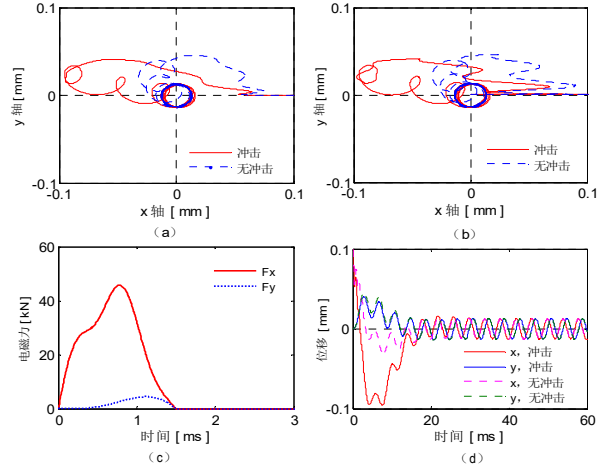 0.1
0
-0.1
y 轴 [ mm ]
-0.1
0
0.1
x 轴 [ mm ]
冲击
无冲击
(a)
0.1
0
-0.1
y 轴 [ mm ]
-0.1
0
0.1
x 轴 [ mm ]
冲击
无冲击
(b)
60
40
20
0
电磁力 [ kN ]
0
1
2
3
时间 [ ms ]
Fx
Fy
(c)
0.1
0
-0.1
位移 [ mm ]
0
20
40
60
时间 [ ms ]
x, 冲击
y, 冲击
x, 无冲击
y, 无冲击
(d)